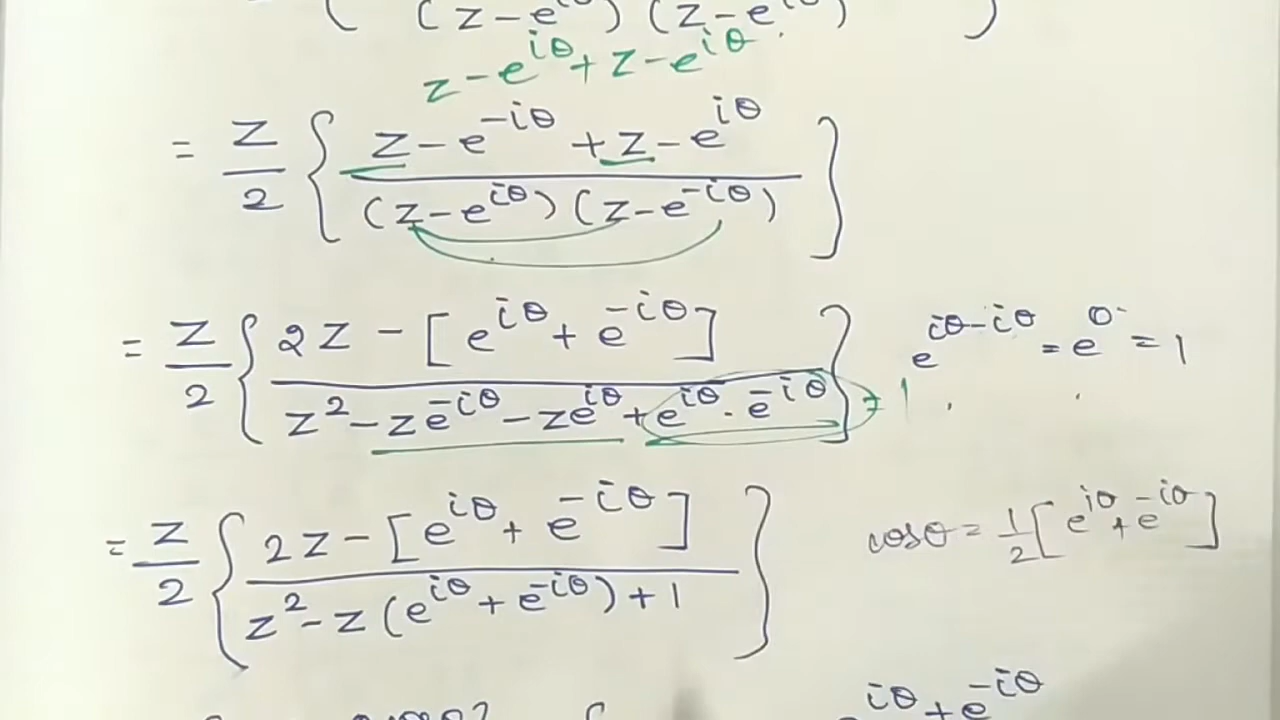 (z-e^{iθ}) (z-e^{iθ})
z-e^{iθ}+z-e^{iθ}
= z/2 { z-e^{-iθ} + z-e^{iθ} / (z-e^{iθ})(z-e^{-iθ}) }
= z/2 { 2z-[e^{iθ}+e^{-iθ}] / z^2-ze^{-iθ}-ze^{iθ}+e^{iθ}.e^{-iθ} } = 1
e^{iθ-iθ} = e^0 = 1
= z/2 { 2z-[e^{iθ}+e^{-iθ}] / z^2-z(e^{iθ}+e^{-iθ})+1 }
cosθ = 1/2 [e^{iθ}+e^{-iθ}]
e^{iθ}+e^{-iθ}